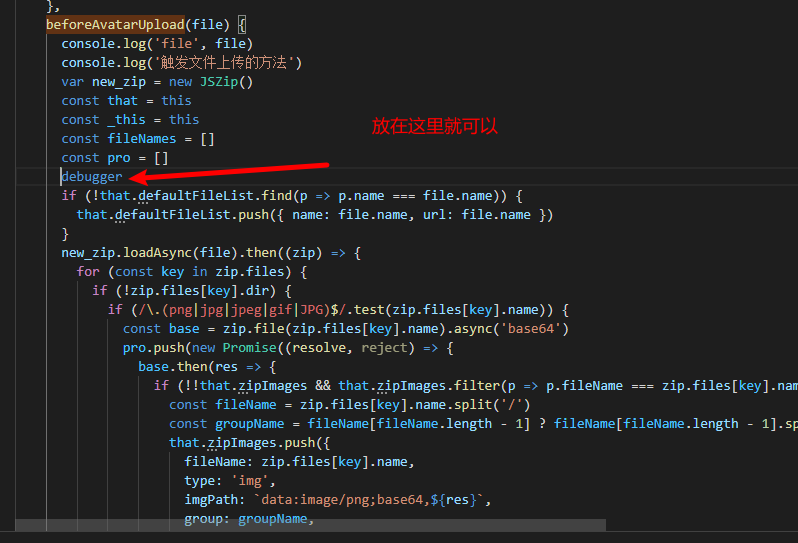 },
beforeAvatarUpload(file) {
console.log('file', file)
console.log('触发文件上传的方法')
var new_zip = new JSZip()
const that = this
const _this = this
const fileNames = []
const pro = []
debugger
放在这里就可以
if (!that.defaultFileList.find(p => p.name === file.name)) {
that.defaultFileList.push({ name: file.name, url: file.name })
}
new_zip.loadAsync(file).then((zip) => {
for (const key in zip.files) {
if (!zip.files[key].dir) {
if (/\.(png|jpg|jpeg|gif|JPG)$/.test(zip.files[key].name)) {
const base = zip.file(zip.files[key].name).async('base64')
pro.push(new Promise((resolve, reject) => {
base.then(res => {
if (!!that.zipImages && that.zipImages.filter(p => p.fileName === zip.files[key].nam
const fileName = zip.files[key].name.split('/')
const groupName = fileName[fileName.length - 1] ? fileName[fileName.length - 1].sp
that.zipImages.push({
fileName: zip.files[key].name,
type: 'img',
imgPath: `data:image/png;base64,${res}`,
group: groupName,